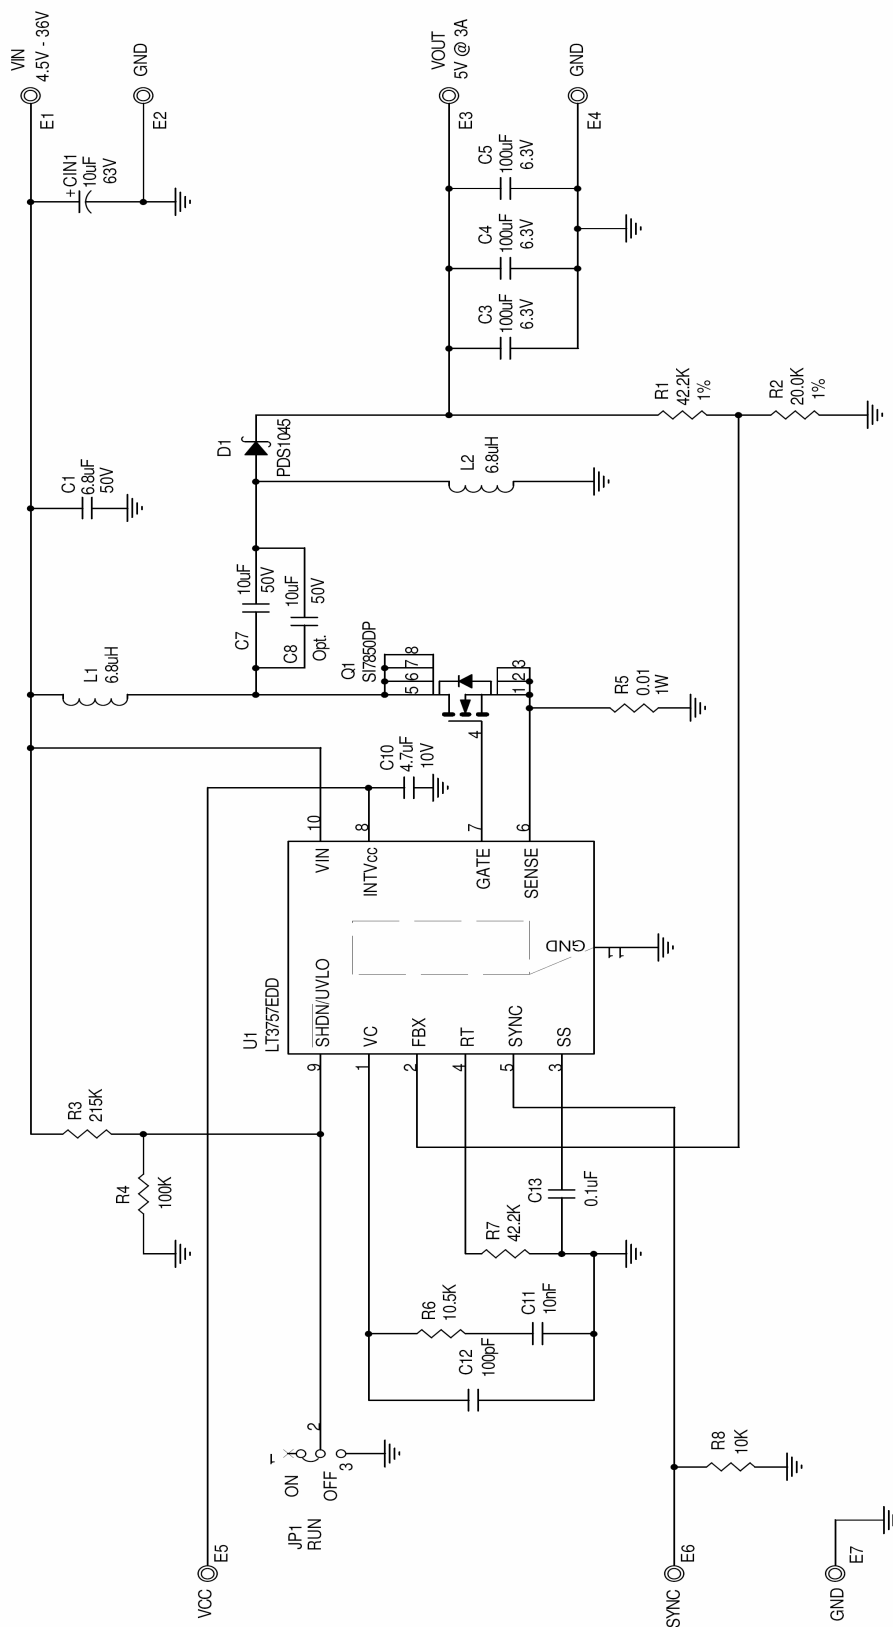 VIN
4.5V - 36V
E1
GND
E2
+CIN1
10uF
63V
VOUT
5V @ 3A
E3
GND
E4
C5
100uF
6.3V
C4
100uF
6.3V
C3
100uF
6.3V
R1
42.2K
1%
R2
20.0K
1%
D1
PDS1045
L2
6.8uH
C1
6.8uF
50V
C7
10uF
50V
C8
10uF
50V
Opt.
L1
6.8uH
Q1
SI7850DP
5
6
7
8
1
2
3
4
R5
0.01
1W
C10
4.7uF
10V
10
8
7
6
VIN
INTVcc
GATE
SENSE
GND
11
U1
LT3757EDD
SHDN/UVLO
VC
FBX
RT
SYNC
SS
9
1
2
4
5
3
R3
215K
R4
100K
C13
0.1uF
R7
42.2K
R6
10.5K
C11
10nF
C12
100pF
JP1
RUN
ON
OFF
1
2
3
VCC
E5
R8
10K
SYNC
E6
GND
E7